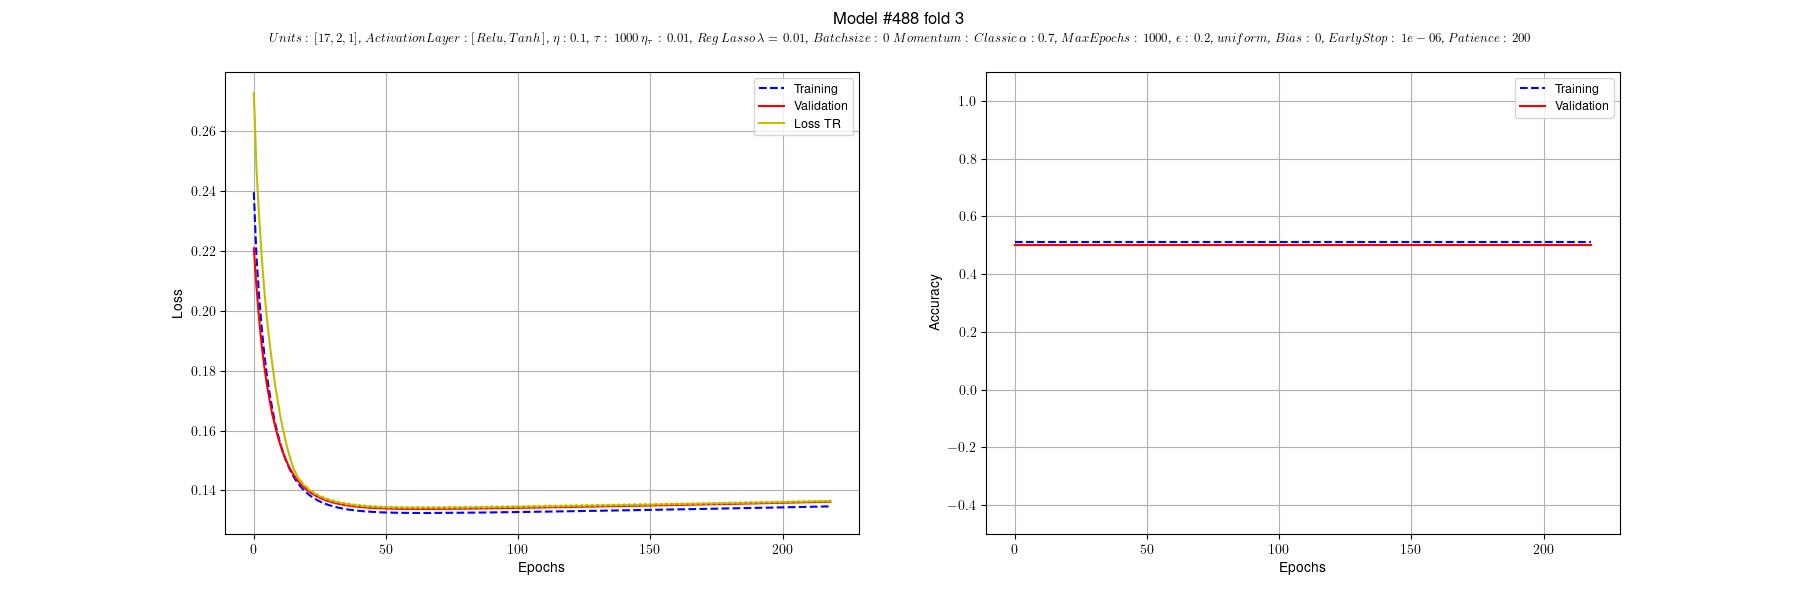 Model #488 fold 3
Units : [17, 2, 1], ActivationLayer : [Relu, Tanh], η : 0.1, τ : 1000 ητ : 0.01, Reg Lasso λ = 0.01, Batchsize : 0 Momentum : Classic α : 0.7, MaxEpochs : 1000, ϵ : 0.2, uniform, Bias : 0, EarlyStop : 1e − 06, Patience : 200
Training
Validation
Loss TR
0.26
0.24
0.22
0.20
0.18
0.16
0.14
Loss
0 50 100 150 200
Epochs
Training
Validation
1.0
0.8
0.6
0.4
0.2
0.0
−0.2
−0.4
Accuracy
0 50 100 150 200
Epochs